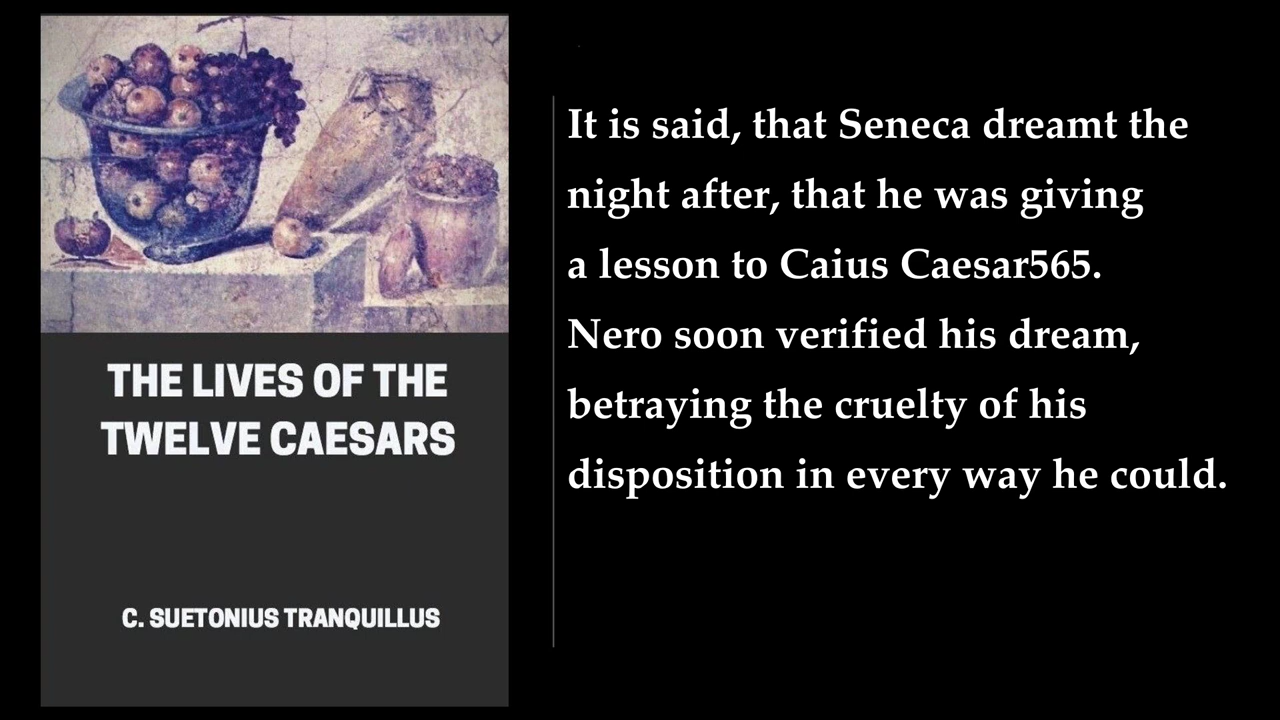 THE LIVES OF THE
TWELVE CAESARS
C. SUETONIUS TRANQUILLUS
It is said, that Seneca dreamt the
night after, that he was giving
a lesson to Caius Caesar565.
Nero soon verified his dream,
betraying the cruelty of his
disposition in every way he could.